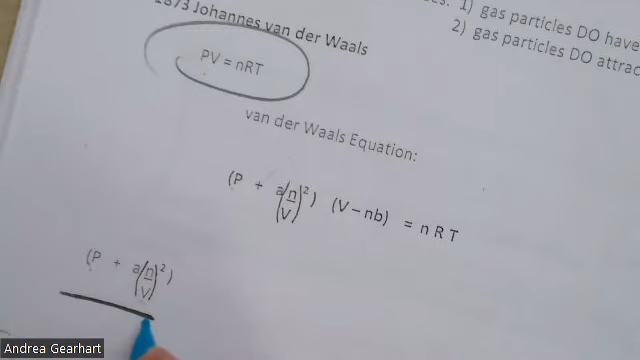 1873 Johannes van der Waals
1) gas particles DO have
2) gas particles DO attrac
PV = nRT
van der Waals Equation:
(P + a(n/V)²) (V – nb) = n R T
(P + a(n/V)²)
Andrea Gearhart